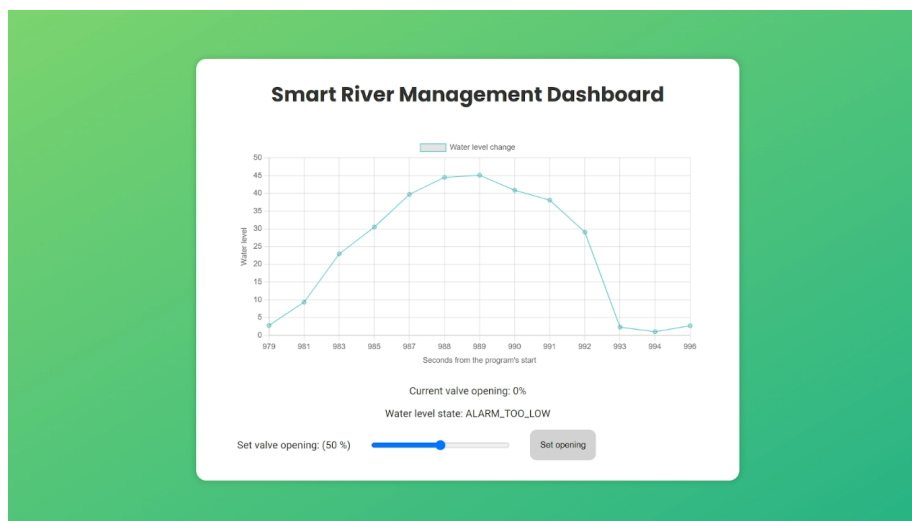 Smart River Management Dashboard
Water level change
50
45
40
35
30
25
20
15
10
5
0
Water level
979 981 983 985 987 988 989 990 991 992 993 994 996
Seconds from the program's start
Current valve opening: 0%
Water level state: ALARM_TOO_LOW
Set valve opening: (50 %) Set opening